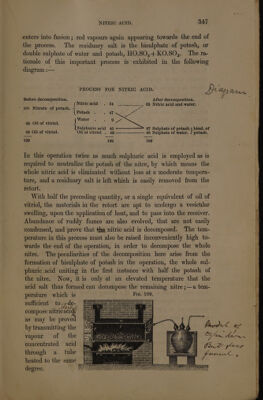 NITRIC ACID. 347
enters into fusion; red vapours again appearing towards the end of
the process. The residuary salt is the bisulphate of potash, or
double sulphate of water and potash, HO.SO₃+KO.SO₃. The ra-
tionale of this important process is exhibited in the following
diagram:—
Diagram
PROCESS FOR NITRIC ACID.
Before decomposition. After decomposition.
Nitric acid . 54 63 Nitric acid and water.
Potash . . 47
Water . . 9
Sulphuric acid 40 87 Sulphate of potash
49 Oil of vitriol. Oil of vitriol . 49 Sulphate of water.
In this operation twice as much sulphuric acid is employed as is
required to neutralize the potash of the nitre, by which means the
whole nitric acid is eliminated without loss at a moderate tempera-
ture, and a residuary salt is left which is easily removed from the
retort.
With half the preceding quantity, or a single equivalent of oil of
vitriol, the materials in the retort are apt to undergo a vesicular
swelling, upon the application of heat, and to pass into the receiver.
Abundance of ruddy fumes are also evolved, that are not easily
condensed, and prove that the nitric acid is decomposed. The tem-
perature in this process must also be raised inconveniently high to-
wards the end of the operation, in order to decompose the whole
nitre. The peculiarities of the decomposition here arise from the
formation of bisulphate of potash in the operation, the whole sul-
phuric acid uniting in the first instance with half the potash of
the nitre. Now, it is only at an elevated temperature that the
acid salt thus formed can decompose the remaining nitre;—a tem-
perature which is
sufficient to de-
compose nitric acid
as may be proved
by transmitting the
vapour of the
concentrated acid
through a tube
heated to the same
degree.
FIG. 109.
Model of